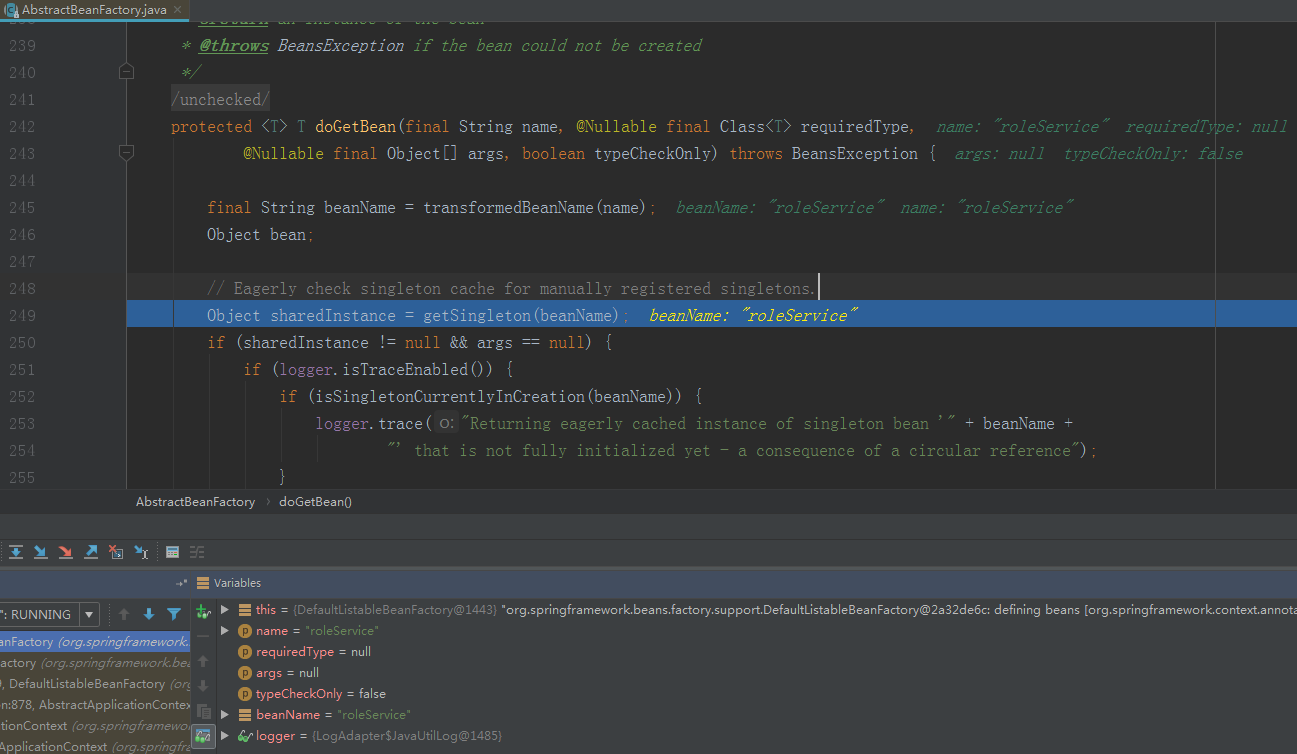 AbstractBeanFactory.java ×
238 * @return an instance of the bean
239 * @throws BeansException if the bean could not be created
240 */
241 /unchecked/
242 protected <T> T doGetBean(final String name, @Nullable final Class<T> requiredType, name: "roleService" requiredType: null
243 @Nullable final Object[] args, boolean typeCheckOnly) throws BeansException { args: null typeCheckOnly: false
244
245 final String beanName = transformedBeanName(name); beanName: "roleService" name: "roleService"
246 Object bean;
247
248 // Eagerly check singleton cache for manually registered singletons.
249 Object sharedInstance = getSingleton(beanName); beanName: "roleService"
250 if (sharedInstance != null && args == null) {
251 if (logger.isTraceEnabled()) {
252 if (isSingletonCurrentlyInCreation(beanName)) {
253 logger.trace( o: "Returning eagerly cached instance of singleton bean '" + beanName +
254 "' that is not fully initialized yet - a consequence of a circular reference");
255 }
AbstractBeanFactory › doGetBean()
Variables
": RUNNING
anFactory (org.springframework.
actory (org.springframework.bea
9, DefaultListableBeanFactory (org
on:878, AbstractApplicationContex
tionContext (org.springframewor
ApplicationContext (org.springfr
this = {DefaultListableBeanFactory@1443} "org.springframework.beans.factory.support.DefaultListableBeanFactory@2a32de6c: defining beans [org.springframework.context.annota
name = "roleService"
requiredType = null
args = null
typeCheckOnly = false
beanName = "roleService"
logger = {LogAdapter$JavaUtilLog@1485}